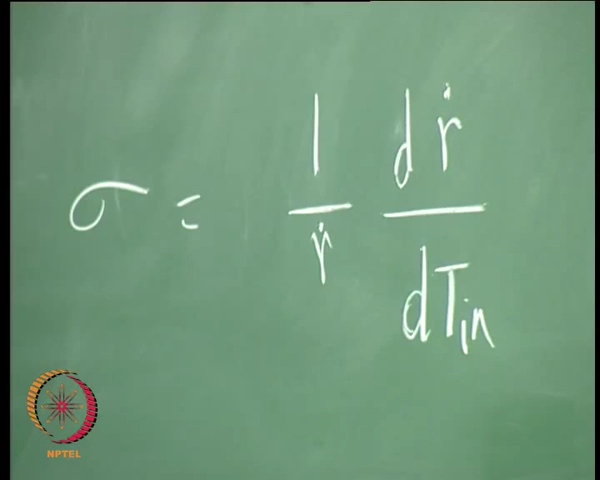 σ = 1/ṙ dṙ/dT_in
NPTEL